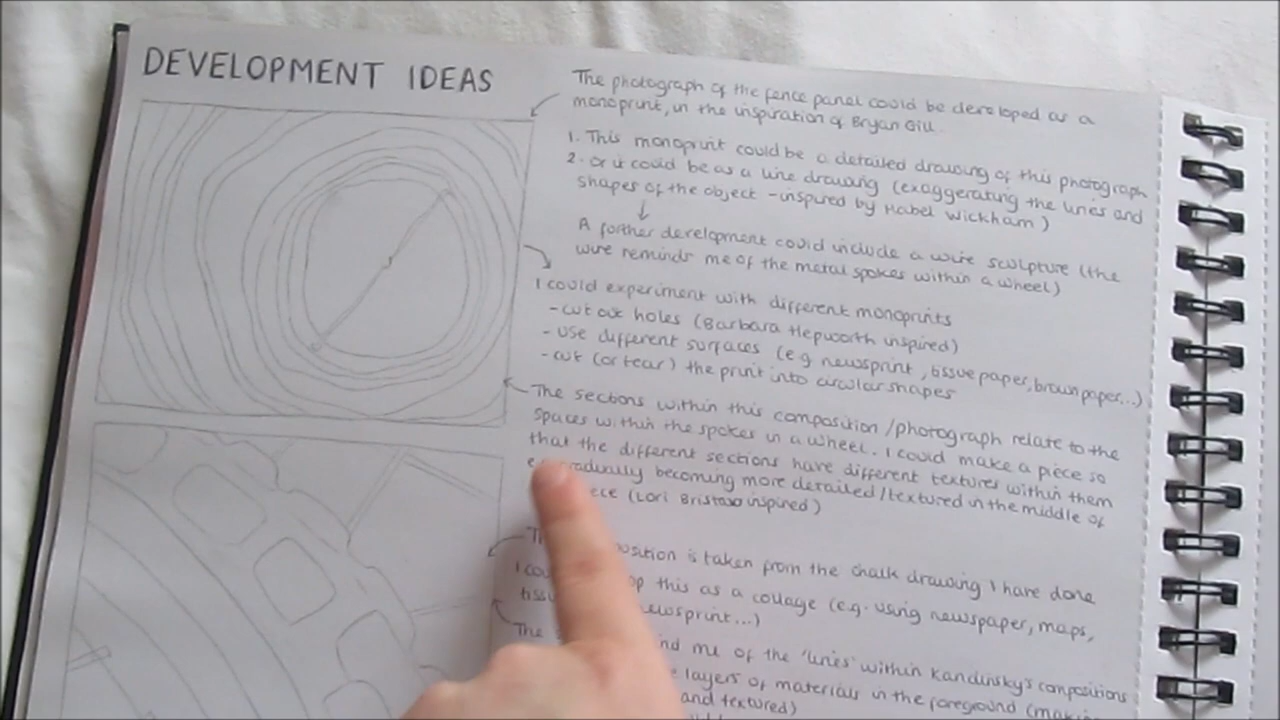 DEVELOPMENT IDEAS
The photograph of the fence panel could be developed as a
monoprint, in the inspiration of Bryan Gill
1. This monoprint could be a detailed drawing of this photograph
2. or it could be as a line drawing (exaggerating the lines and
shapes of the object - inspired by Mabel Wickham)
A further development could include a wire sculpture (the
wire reminds me of the metal spokes within a wheel)
I could experiment with different monoprints
- cut out holes (Barbara Hepworth inspired)
- use different surfaces (e.g newsprint, tissue paper, brown paper...)
- cut (or tear) the print into circular shapes
The sections within this composition/photograph relate to the
spaces within the spokes in a wheel. I could make a piece so
that the different sections have different textures within them
gradually becoming more detailed/textured in the middle of
(Lori Bristow inspired)
is taken from the chalk drawing I have done
I this as a collage (e.g. using newspaper, maps,
newsprint...)
The me of the 'lines' within Kandinsky's compositions
layers of materials in the foreground
and textured)